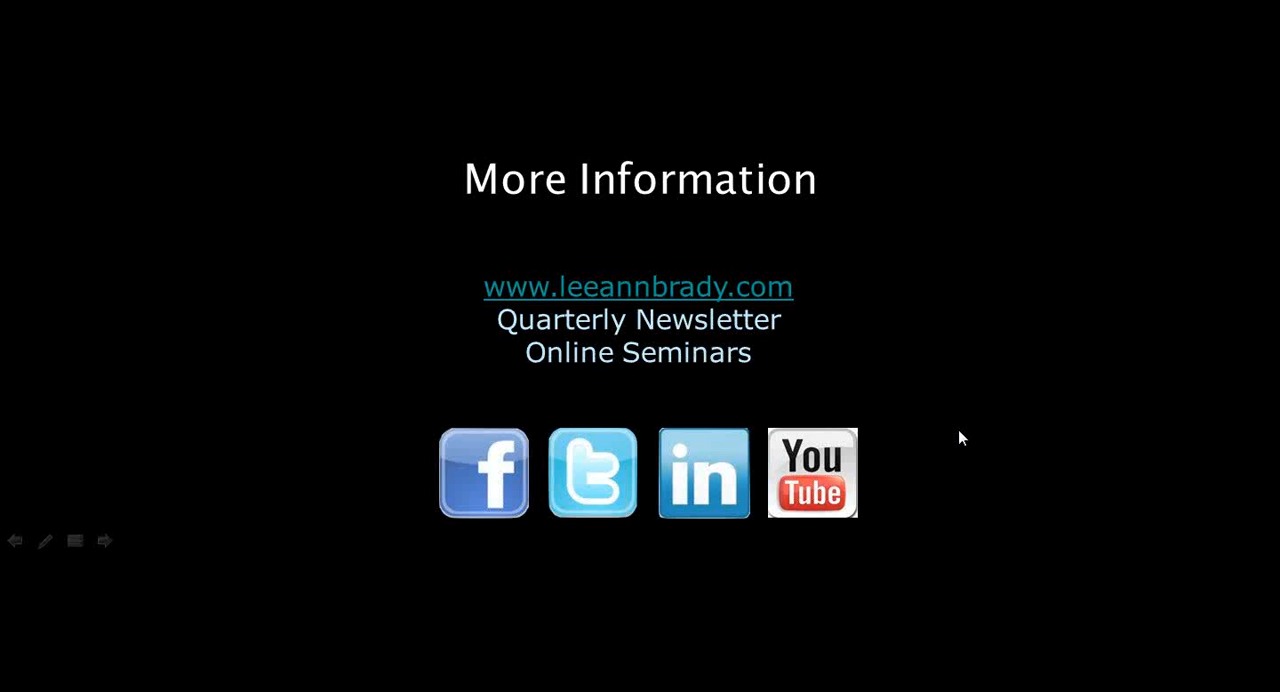 More Information
www.leeannbrady.com
Quarterly Newsletter
Online Seminars
f t in You
Tube